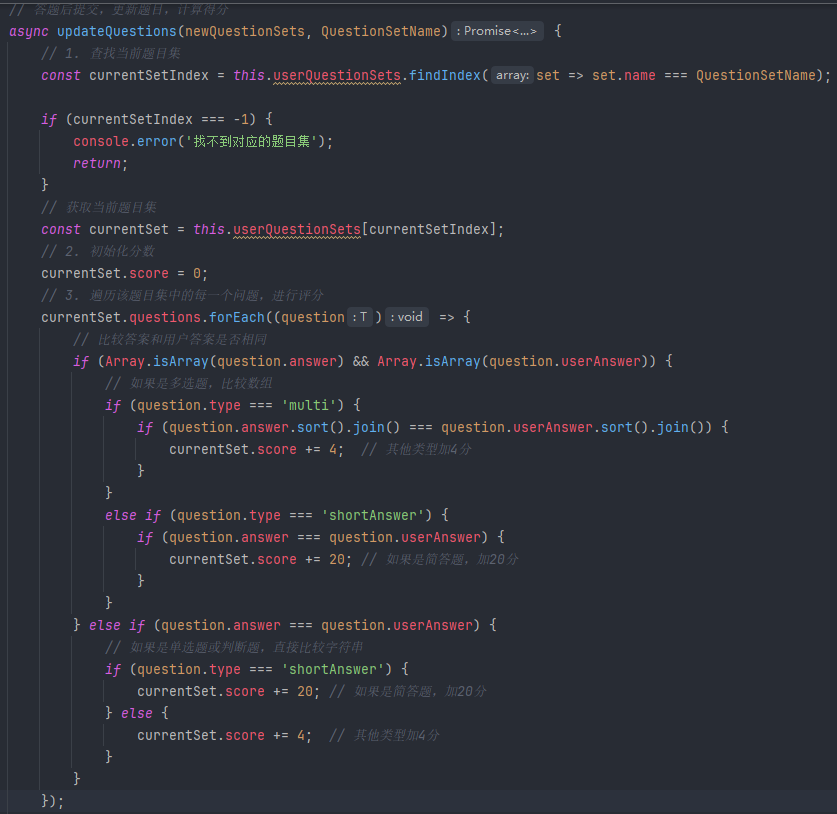 // 答题后提交，更新题目，计算得分
async updateQuestions(newQuestionSets, QuestionSetName) : Promise<...> {
// 1. 查找当前题目集
const currentSetIndex = this.userQuestionSets.findIndex( array: set => set.name === QuestionSetName);
if (currentSetIndex === -1) {
console.error('找不到对应的题目集');
return;
}
// 获取当前题目集
const currentSet = this.userQuestionSets[currentSetIndex];
// 2. 初始化分数
currentSet.score = 0;
// 3. 遍历该题目集中的每一个问题，进行评分
currentSet.questions.forEach((question : T ) : void => {
// 比较答案和用户答案是否相同
if (Array.isArray(question.answer) && Array.isArray(question.userAnswer)) {
// 如果是多选题，比较数组
if (question.type === 'multi') {
if (question.answer.sort().join() === question.userAnswer.sort().join()) {
currentSet.score += 4;  // 其他类型加4分
}
}
else if (question.type === 'shortAnswer') {
if (question.answer === question.userAnswer) {
currentSet.score += 20; // 如果是简答题，加20分
}
}
} else if (question.answer === question.userAnswer) {
// 如果是单选题或判断题，直接比较字符串
if (question.type === 'shortAnswer') {
currentSet.score += 20; // 如果是简答题，加20分
} else {
currentSet.score += 4;  // 其他类型加4分
}
}
});